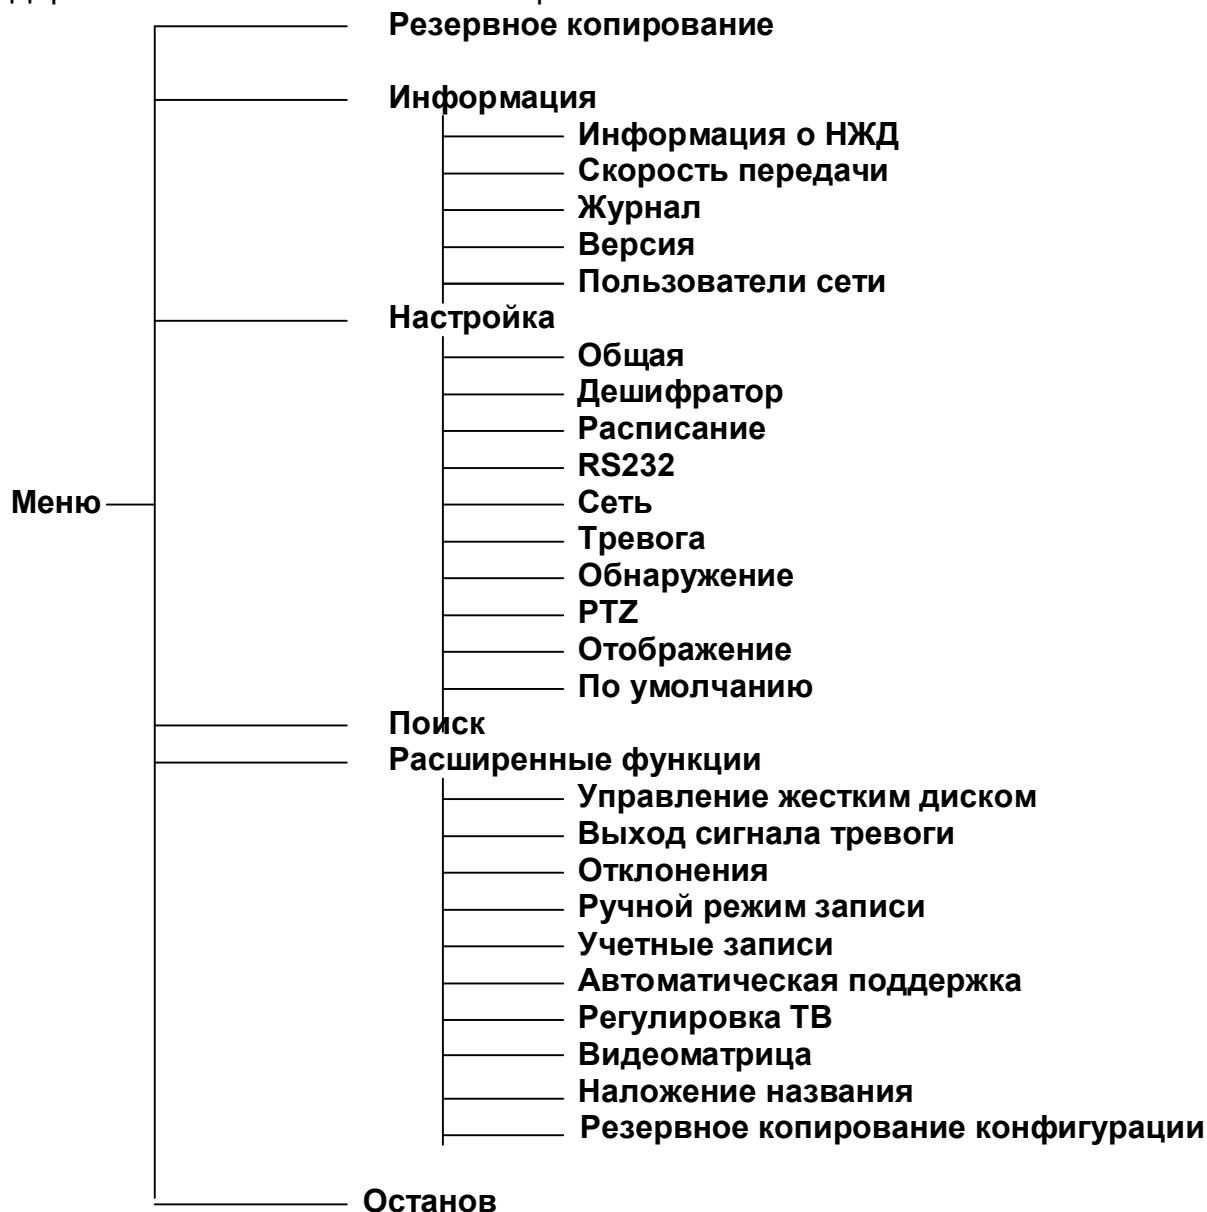 Резервное копирование
Информация
Информация о НЖД
Скорость передачи
Журнал
Версия
Пользователи сети
Настройка
Общая
Дешифратор
Расписание
RS232
Меню
Сеть
Тревога
Обнаружение
PTZ
Отображение
По умолчанию
Поиск
Расширенные функции
Управление жестким диском
Выход сигнала тревоги
Отклонения
Ручной режим записи
Учетные записи
Автоматическая поддержка
Регулировка ТВ
Видеоматрица
Наложение названия
Резервное копирование конфигурации
Останов